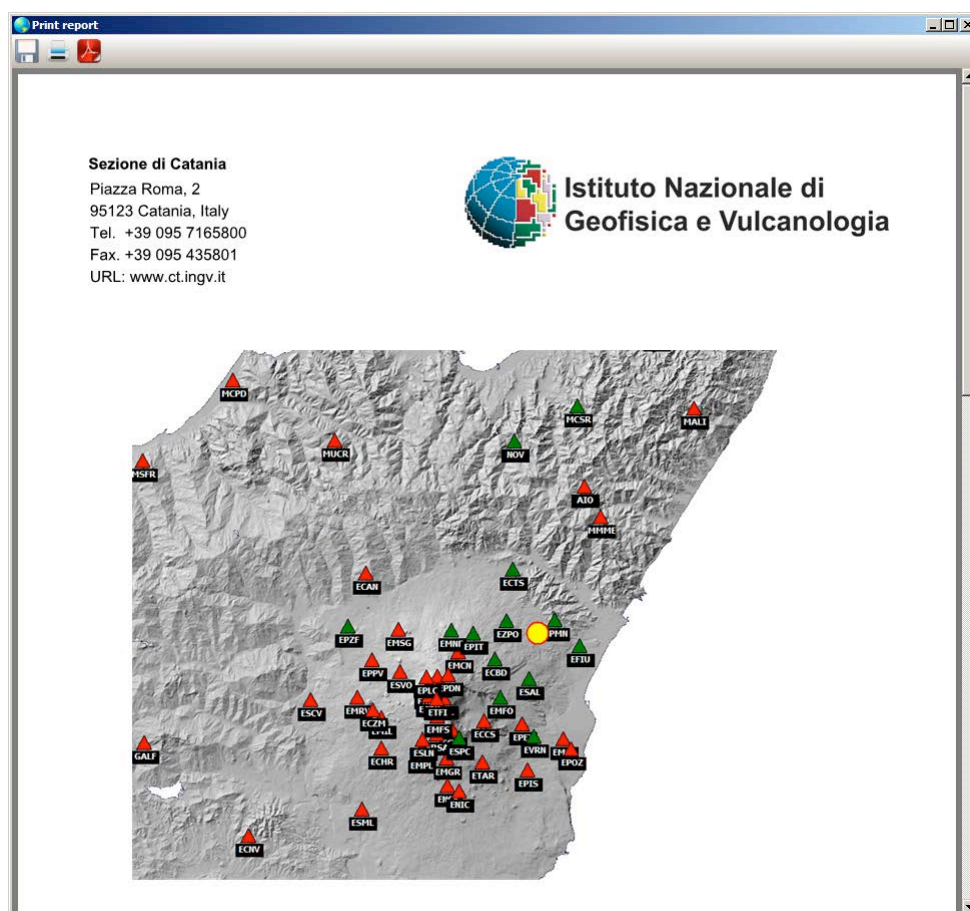 Print report
Sezione di Catania
Piazza Roma, 2
95123 Catania, Italy
Tel. +39 095 7165800
Fax. +39 095 435801
URL: www.ct.ingv.it
Istituto Nazionale di
Geofisica e Vulcanologia
MCPD
MCSR
MALI
MUCR
NOV
MSFR
AIO
MMME
ECAN
ECTS
EPZF
EMSG
EZPO
PMN
EPIT
EFIU
EMCN
EPPV
ECBD
ESVO
EPDN
ESAL
ESCV
EMFO
ETFI
ECZM
EMFS
ECCS
GALF
ECHR
ESLN
ESPC
EVRN
EPOZ
EMPL
EMGR
ETAR
EPIS
ENIC
ESML
ECNV